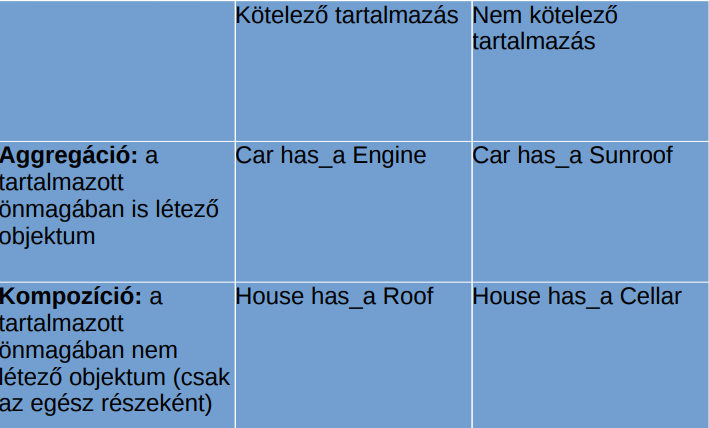 Kötelező tartalmazás
Nem kötelező
tartalmazás
Aggregáció: a
tartalmazott
önmagában is létező
objektum
Car has_a Engine
Car has_a Sunroof
Kompozíció: a
tartalmazott
önmagában nem
létező objektum (csak
az egész részeként)
House has_a Roof
House has_a Cellar